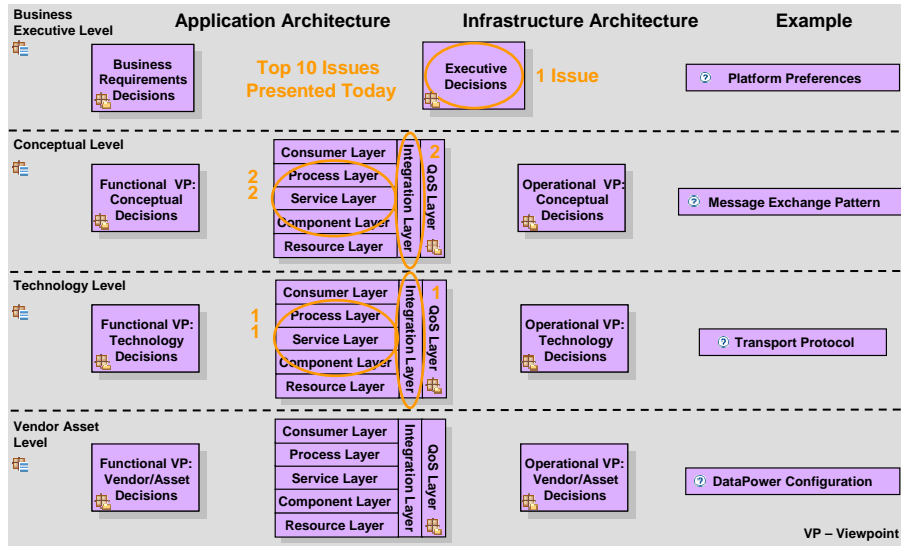 Business
Executive Level
Application Architecture
Infrastructure Architecture
Example
Business
Requirements
Decisions
Top 10 Issues
Presented Today
Executive
Decisions
1 Issue
Platform Preferences
Conceptual Level
Functional VP:
Conceptual
Decisions
2
2
Consumer Layer
Process Layer
Service Layer
Component Layer
Resource Layer
Integration Layer
2
QoS Layer
Operational VP:
Conceptual
Decisions
Message Exchange Pattern
Technology Level
Functional VP:
Technology
Decisions
1
1
Consumer Layer
Process Layer
Service Layer
Component Layer
Resource Layer
Integration Layer
1
QoS Layer
Operational VP:
Technology
Decisions
Transport Protocol
Vendor Asset
Level
Functional VP:
Vendor/Asset
Decisions
Consumer Layer
Process Layer
Service Layer
Component Layer
Resource Layer
Integration Layer
QoS Layer
Operational VP:
Vendor/Asset
Decisions
DataPower Configuration
VP – Viewpoint